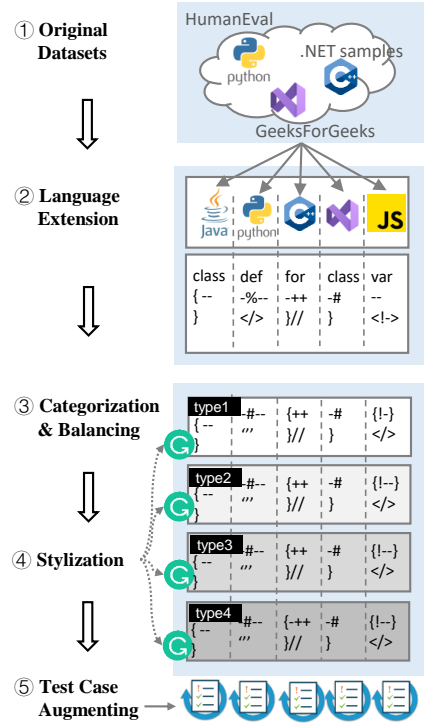 ① Original
Datasets
HumanEval
python
.NET samples
GeeksForGeeks
② Language
Extension
Java
python
JS
class def for class var
{ -- -%-- -++ -# --
} </> }// } <!->
③ Categorization
& Balancing
type1
{ -- -#-- {++ -# {!-}
} ‘’’ }// } </>
type2
{ -- -#-- {++ -# {!--}
} ‘’’ }// } </>
④ Stylization
type3
{ -- -#-- {++ -# {!--}
} ‘’’ }// } </>
type4
{ -- -#-- {-++ -# {!--}
} ‘’’ }// } </>
⑤ Test Case
Augmenting